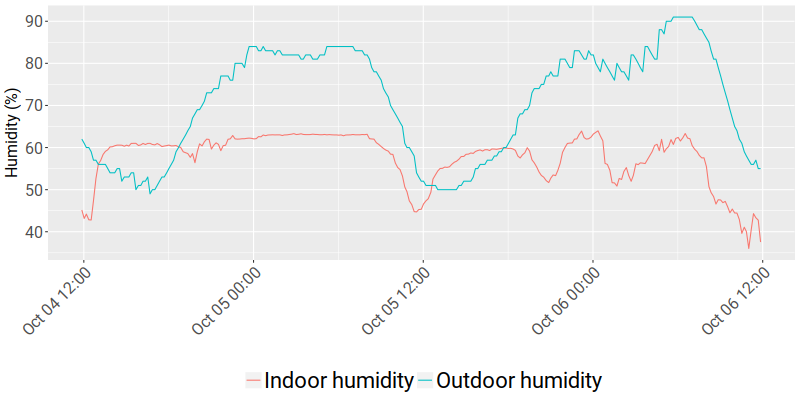 Humidity (%)
90
80
70
60
50
40
Oct 04 12:00
Oct 05 00:00
Oct 05 12:00
Oct 06 00:00
Oct 06 12:00
Indoor humidity Outdoor humidity